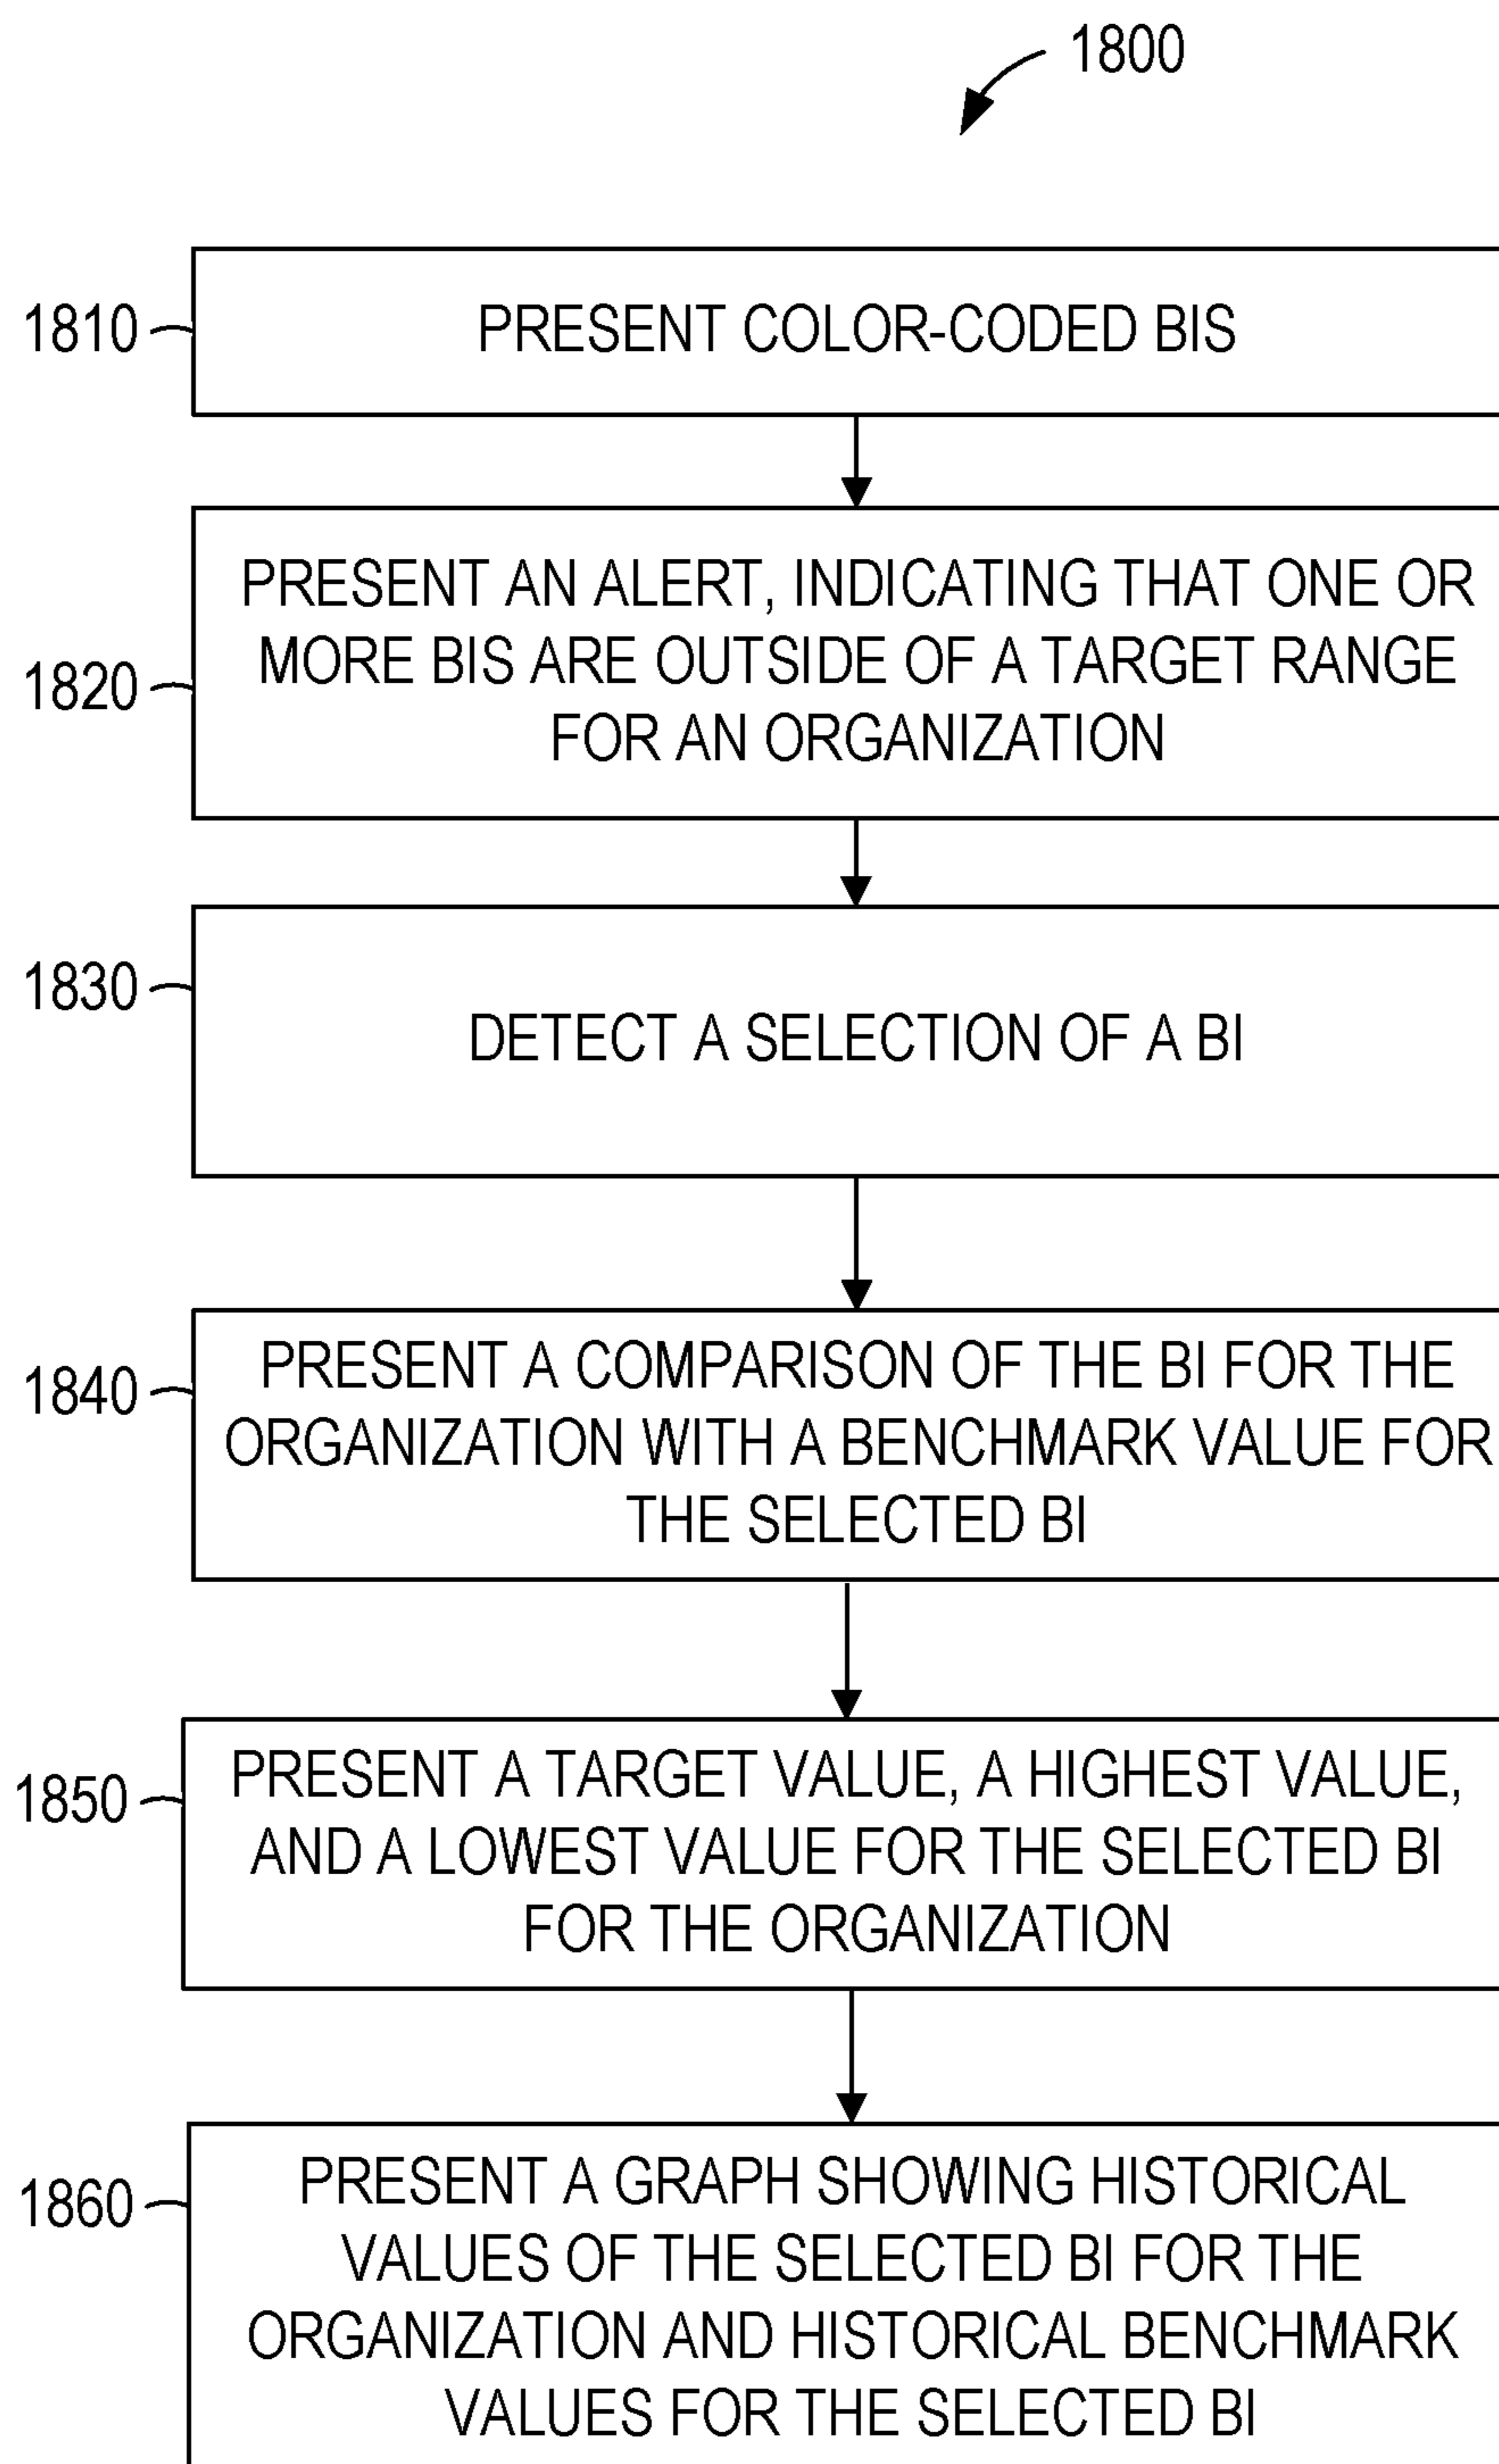 1800
1810
PRESENT COLOR-CODED BIS
PRESENT AN ALERT, INDICATING THAT ONE OR
MORE BIS ARE OUTSIDE OF A TARGET RANGE
1820
FOR AN ORGANIZATION
1830
DETECT A SELECTION OF A BI
PRESENT A COMPARISON OF THE BI FOR THE
1840
ORGANIZATION WITH A BENCHMARK VALUE FOR
THE SELECTED BI
PRESENT A TARGET VALUE, A HIGHEST VALUE,
1850
AND A LOWEST VALUE FOR THE SELECTED BI
FOR THE ORGANIZATION
PRESENT A GRAPH SHOWING HISTORICAL
1860
VALUES OF THE SELECTED BI FOR THE
ORGANIZATION AND HISTORICAL BENCHMARK
VALUES FOR THE SELECTED BI